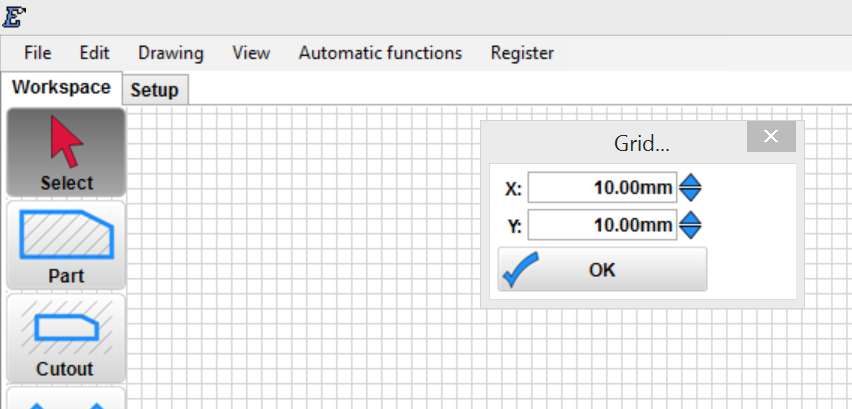 E
File Edit Drawing View Automatic functions Register
Workspace Setup
Select
Part
Cutout
Grid...
X: 10.00mm
Y: 10.00mm
OK